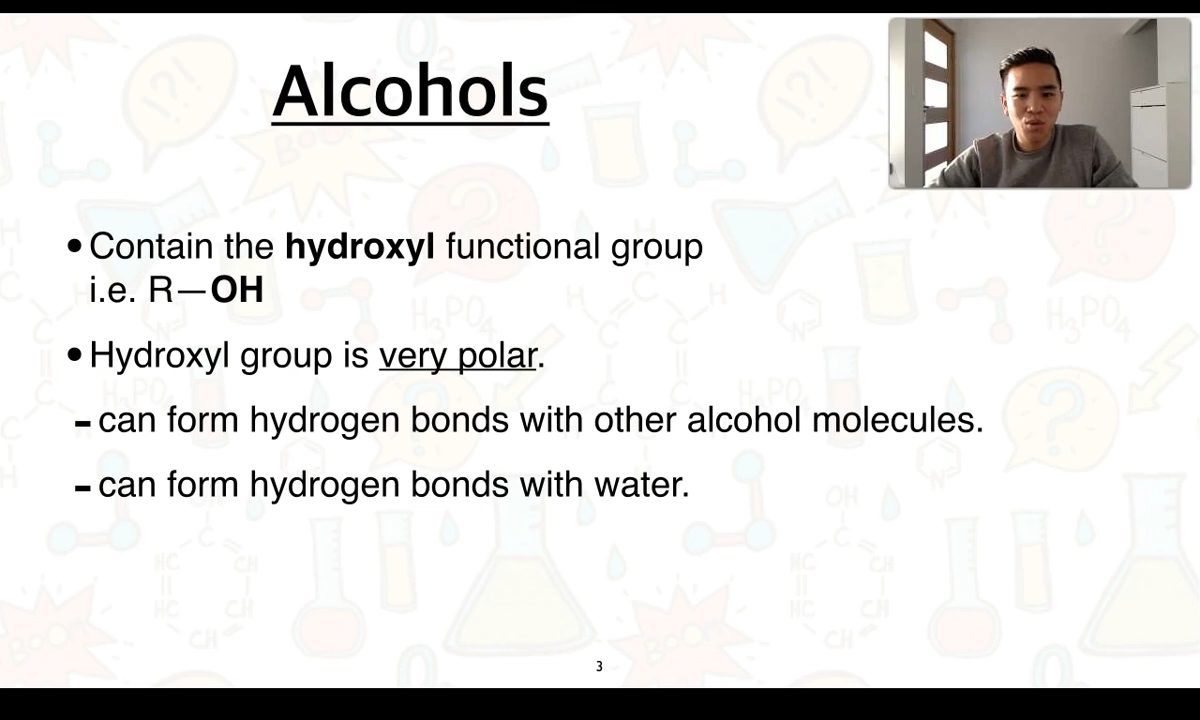 Alcohols
•Contain the hydroxyl functional group
i.e. R—OH
•Hydroxyl group is very polar.
-can form hydrogen bonds with other alcohol molecules.
-can form hydrogen bonds with water.
3